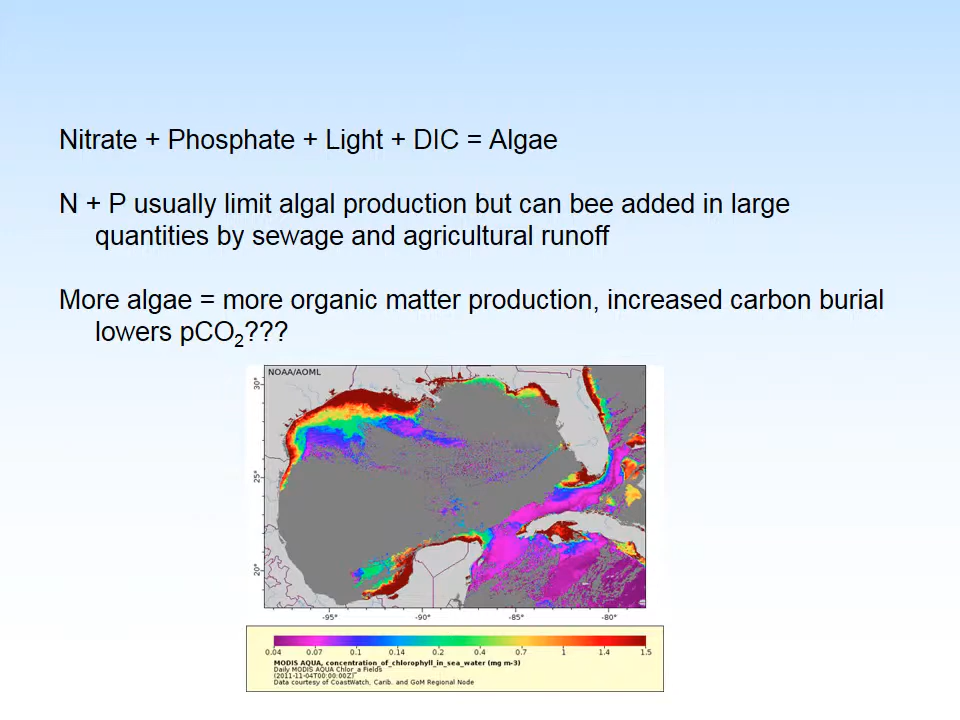 Nitrate + Phosphate + Light + DIC = Algae
N + P usually limit algal production but can bee added in large
quantities by sewage and agricultural runoff
More algae = more organic matter production, increased carbon burial
lowers pCO₂???
NOAA/AOML
30°
25°
20°
-95° -90° -85° -80°
0.04 0.07 0.1 0.14 0.2 0.4 0.7 1 1.4 1.5
MODIS AQUA, concentration_of_chlorophyll_in_sea_water (mg m-3)
Daily MODIS AQUA Chlor_a Fields
(2011-11-04T00:00:00Z)
Data courtesy of CoastWatch, Carib. and GoM Regional Node